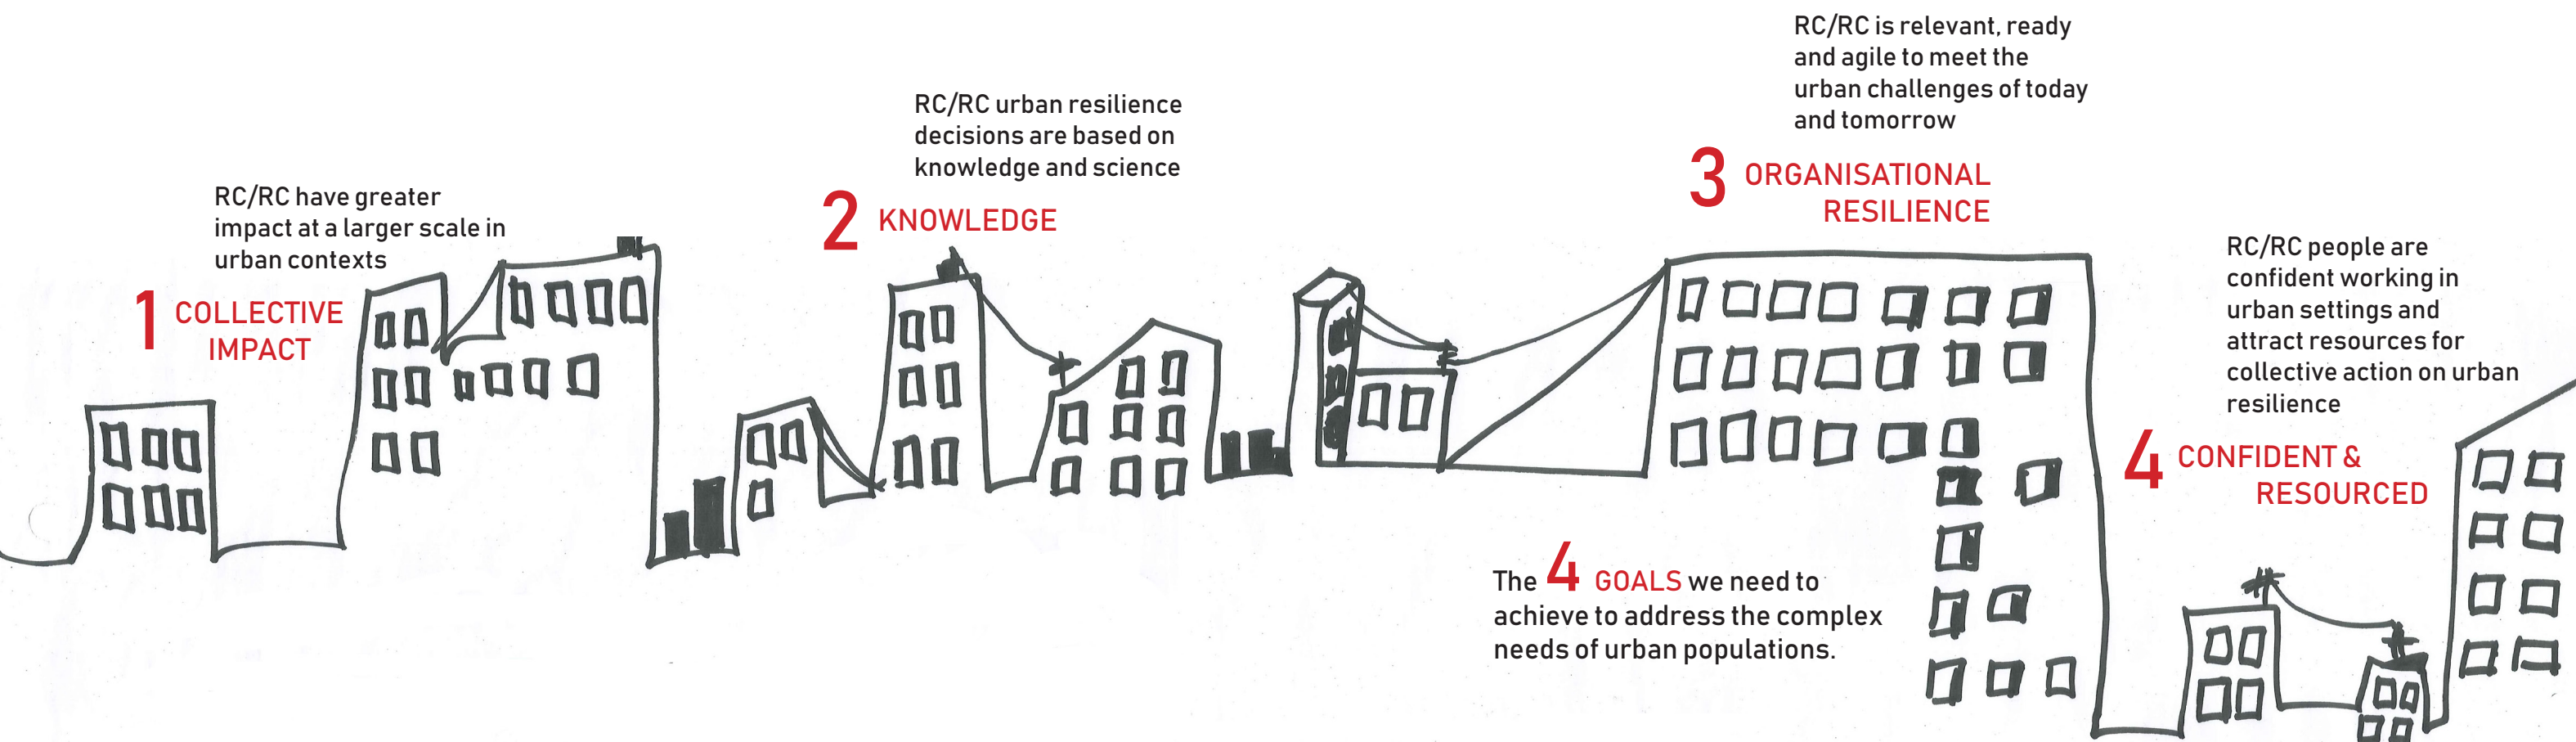 RC/RC have greater
impact at a larger scale in
urban contexts
1 COLLECTIVE
IMPACT
RC/RC urban resilience
decisions are based on
knowledge and science
2 KNOWLEDGE
RC/RC is relevant, ready
and agile to meet the
urban challenges of today
and tomorrow
3 ORGANISATIONAL
RESILIENCE
RC/RC people are
confident working in
urban settings and
attract resources for
collective action on urban
resilience
4 CONFIDENT &
RESOURCED
The 4 GOALS we need to
achieve to address the complex
needs of urban populations.